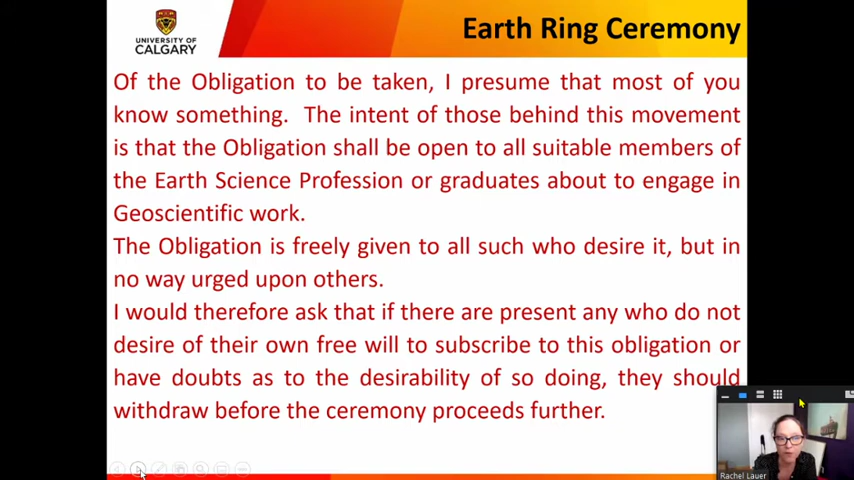 UNIVERSITY OF
CALGARY
Earth Ring Ceremony
Of the Obligation to be taken, I presume that most of you
know something. The intent of those behind this movement
is that the Obligation shall be open to all suitable members of
the Earth Science Profession or graduates about to engage in
Geoscientific work.
The Obligation is freely given to all such who desire it, but in
no way urged upon others.
I would therefore ask that if there are present any who do not
desire of their own free will to subscribe to this obligation or
have doubts as to the desirability of so doing, they should
withdraw before the ceremony proceeds further.
Rachel Lauer